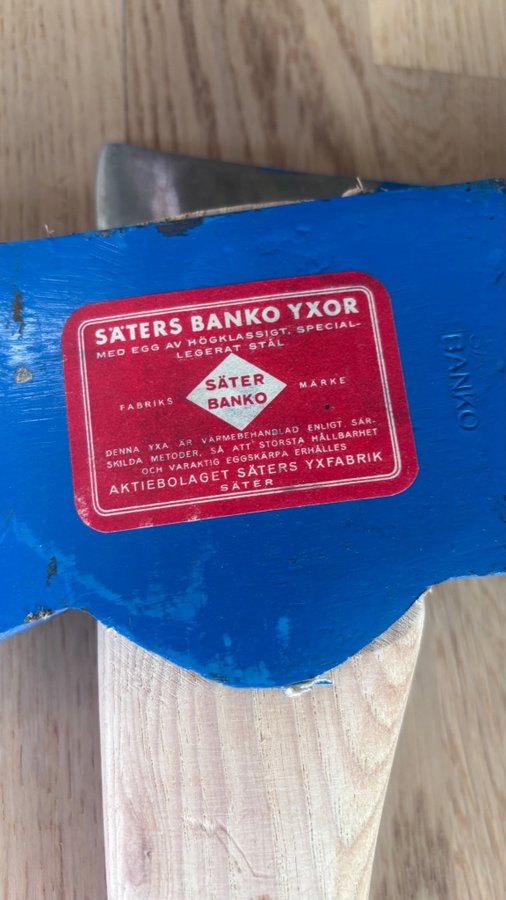 SÄTERS BANKO YXOR
MED EGG AV HÖGKLASSIGT, SPECIAL-
LEGERAT STÅL
FABRIKS SÄTER BANKO MÄRKE
DENNA YXA ÄR VÄRMEBEHANDLAD ENLIGT SÄR-
SKILDA METODER, SÅ ATT STÖRSTA HÅLLBARHET
OCH VARAKTIG EGGSKÄRPA ERHÅLLES
AKTIEBOLAGET SÄTERS YXFABRIK
SÄTER
BANKO